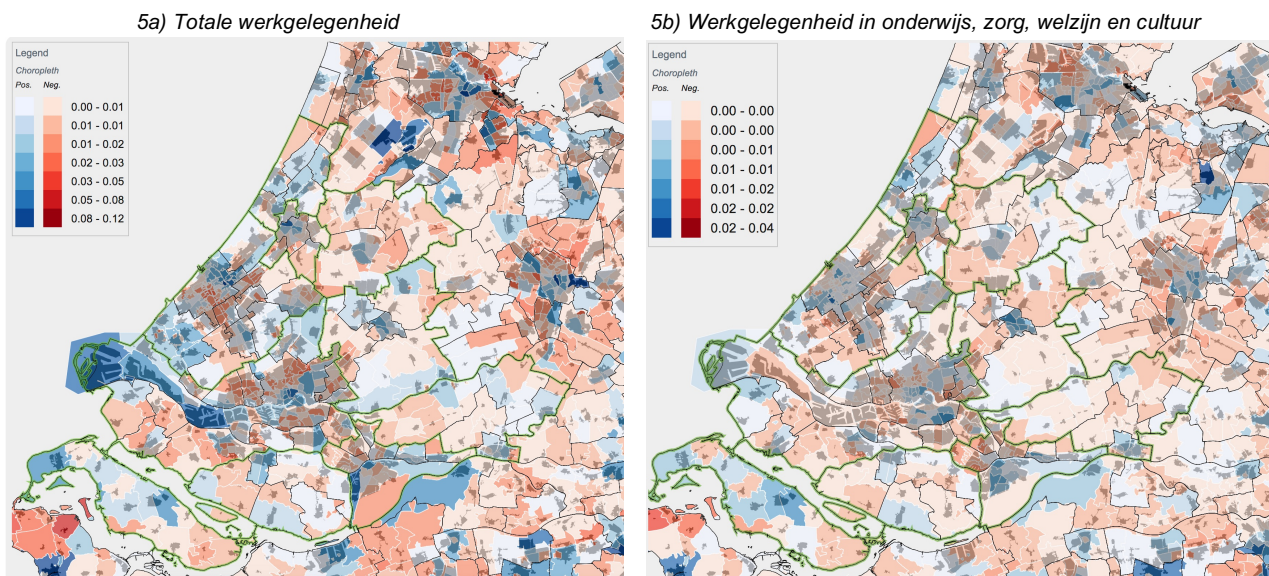 5a) Totale werkgelegenheid
Legend
Choropleth
Pos. Neg.
0.00 - 0.01
0.01 - 0.01
0.01 - 0.02
0.02 - 0.03
0.03 - 0.05
0.05 - 0.08
0.08 - 0.12
5b) Werkgelegenheid in onderwijs, zorg, welzijn en cultuur
Legend
Choropleth
Pos. Neg.
0.00 - 0.00
0.00 - 0.00
0.00 - 0.01
0.01 - 0.01
0.01 - 0.02
0.02 - 0.02
0.02 - 0.04